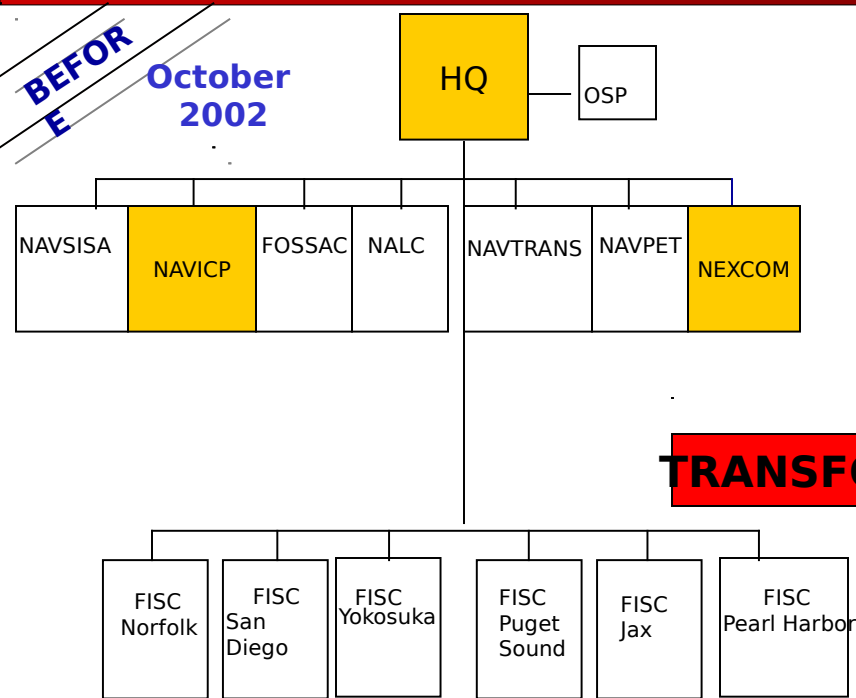 BEFOR
E
October
2002
HQ
OSP
NAVSISA
NAVICP
FOSSAC
NALC
NAVTRANS
NAVPET
NEXCOM
TRANSFO
FISC
Norfolk
FISC
San
Diego
FISC
Yokosuka
FISC
Puget
Sound
FISC
Jax
FISC
Pearl Harbor